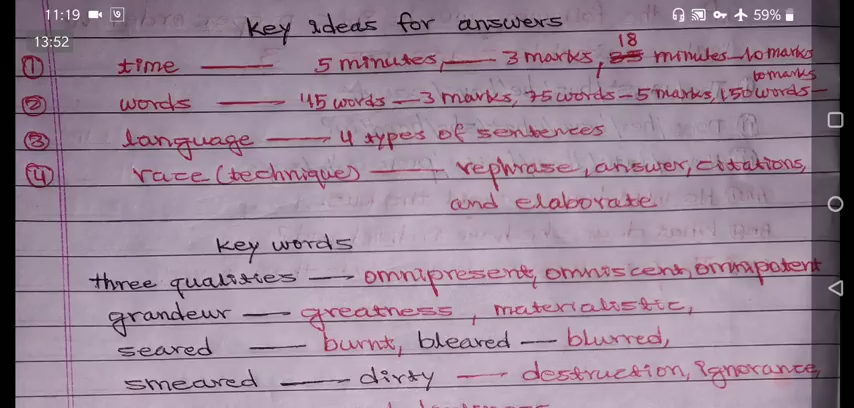 11:19 59%
13:52
key ideas for answers
① time — 5 minutes, — 3 marks, 18 minutes – 10 marks
② words — 45 words – 3 marks, 75 words – 5 marks, 150 words – 10 marks
③ language — 4 types of sentences
④ race (technique) — rephrase, answer, citations,
and elaborate
key words
three qualities — omnipresent, omniscent, omnipotent
grandeur — greatness, materialistic,
seared — burnt, bleared — blurred,
smeared — dirty — destruction, ignorance,